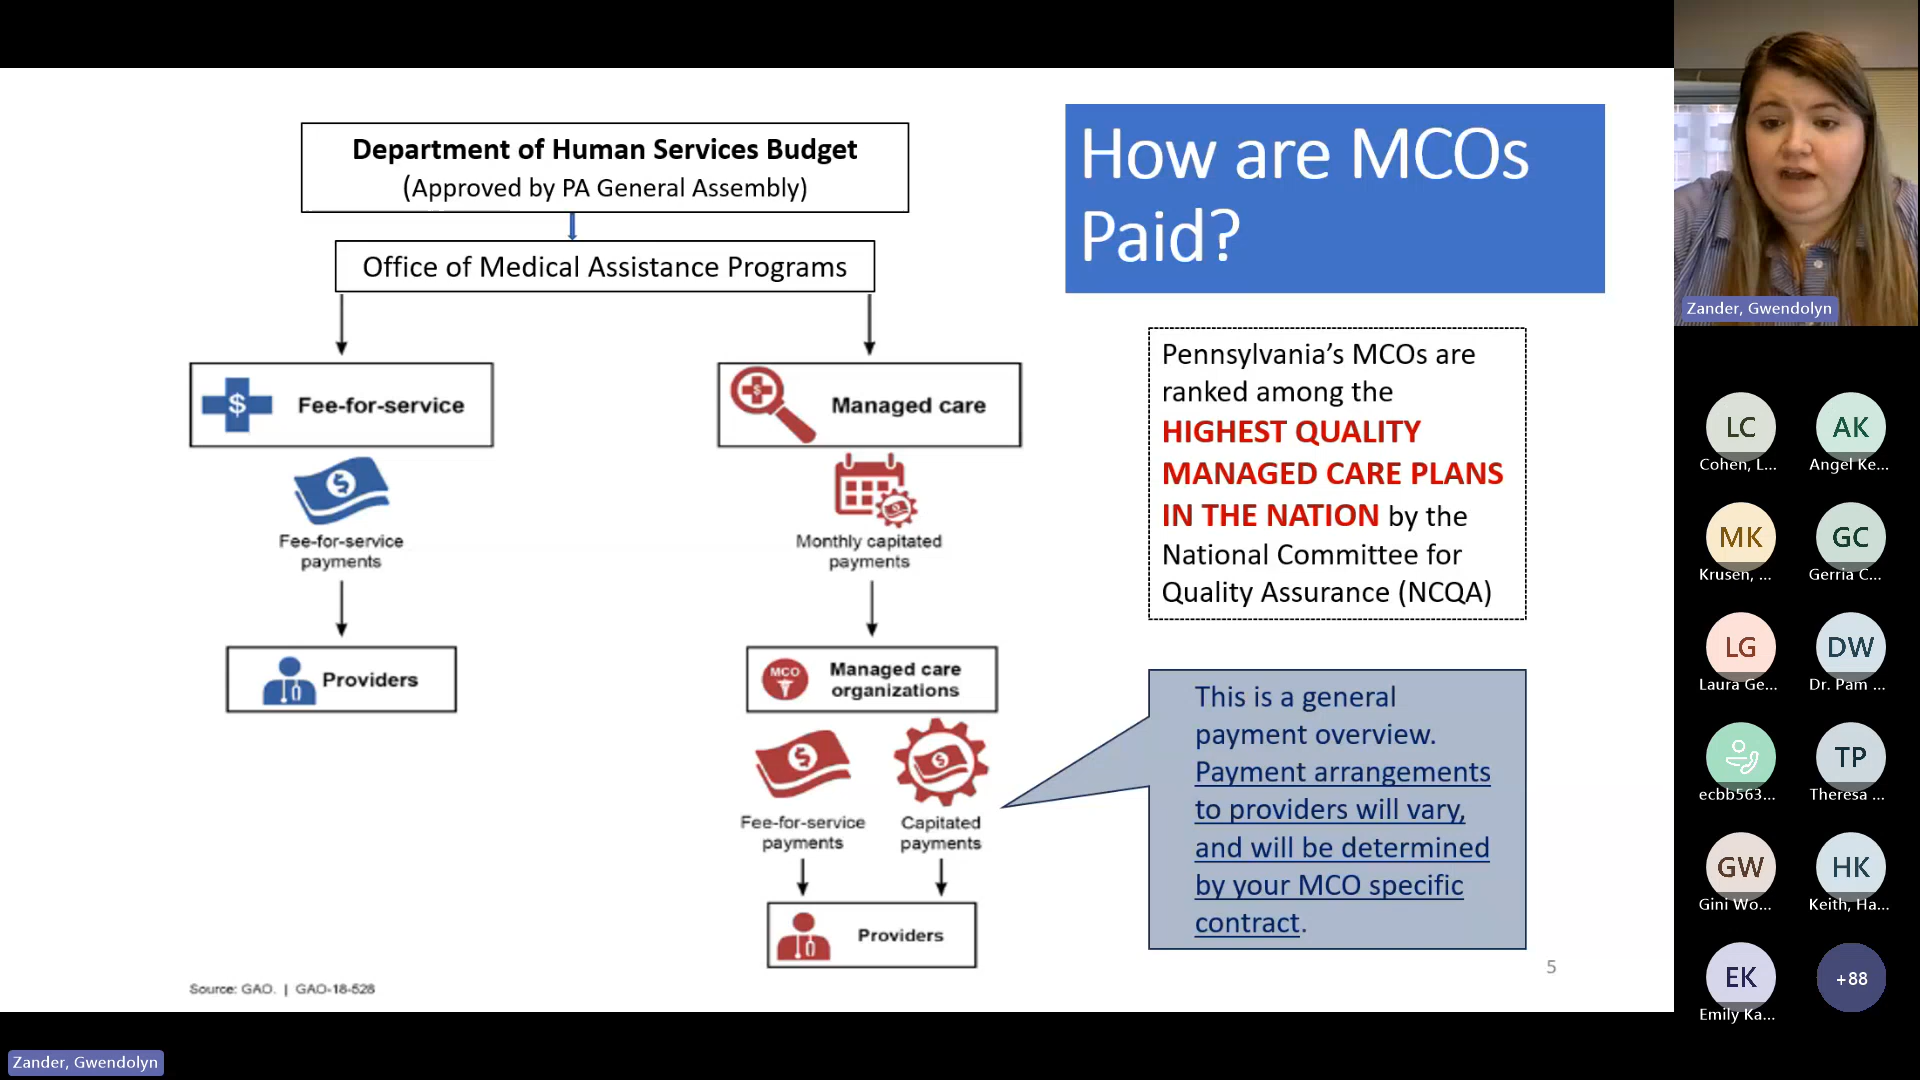 Department of Human Services Budget
(Approved by PA General Assembly)
Office of Medical Assistance Programs
$
Fee-for-service
Managed care
Fee-for-service
payments
Monthly capitated
payments
Providers
MCO
Managed care
organizations
Fee-for-service
payments
Capitated
payments
Providers
Source: GAO. | GAO-18-528
How are MCOs
Paid?
Pennsylvania’s MCOs are
ranked among the
HIGHEST QUALITY
MANAGED CARE PLANS
IN THE NATION by the
National Committee for
Quality Assurance (NCQA)
This is a general
payment overview.
Payment arrangements
to providers will vary,
and will be determined
by your MCO specific
contract.
5
Zander, Gwendolyn
LC
Cohen, L...
AK
Angel Ke...
MK
Krusen, ...
GC
Gerria C...
LG
Laura Ge...
DW
Dr. Pam ...
ecbb563...
TP
Theresa ...
GW
Gini Wo...
HK
Keith, Ha...
EK
Emily Ka...
+88
Zander, Gwendolyn